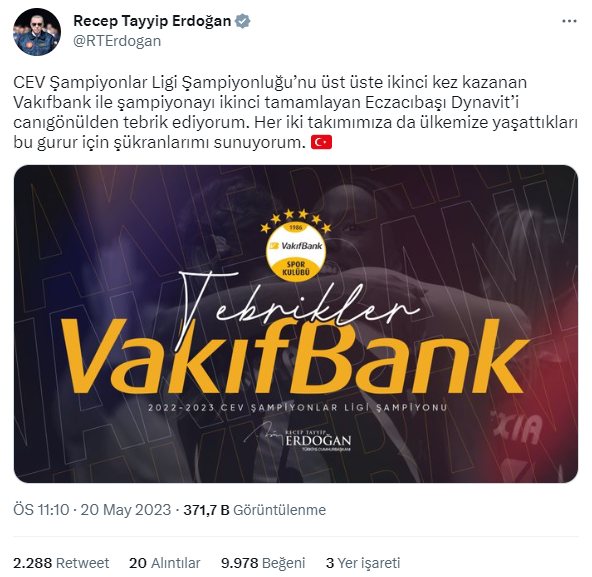 Recep Tayyip Erdoğan
@RTErdogan
CEV Şampiyonlar Ligi Şampiyonluğu’nu üst üste ikinci kez kazanan
Vakıfbank ile şampiyonayı ikinci tamamlayan Eczacıbaşı Dynavit’i
canıgönülden tebrik ediyorum. Her iki takımımıza da ülkemize yaşattıkları
bu gurur için şükranlarımı sunuyorum.
1986
VakıfBank
SPOR
KULÜBÜ
Tebrikler
VakıfBank
2022-2023 CEV ŞAMPİYONLAR LİGİ ŞAMPİYONU
RECEP TAYYİP
ERDOĞAN
TÜRKİYE CUMHURBAŞKANI
ÖS 11:10 · 20 May 2023 · 371,7 B Görüntülenme
2.288 Retweet 20 Alıntılar 9.978 Beğeni 3 Yer işareti